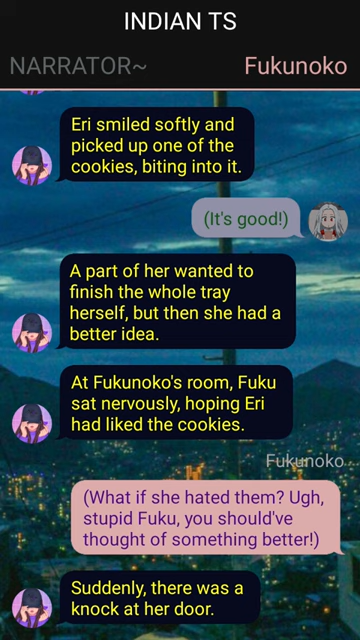 INDIAN TS
NARRATOR~
Fukunoko
Eri smiled softly and
picked up one of the
cookies, biting into it.
(It's good!)
A part of her wanted to
finish the whole tray
herself, but then she had a
better idea.
At Fukunoko's room, Fuku
sat nervously, hoping Eri
had liked the cookies.
Fukunoko
(What if she hated them? Ugh,
stupid Fuku, you should've
thought of something better!)
Suddenly, there was a
knock at her door.